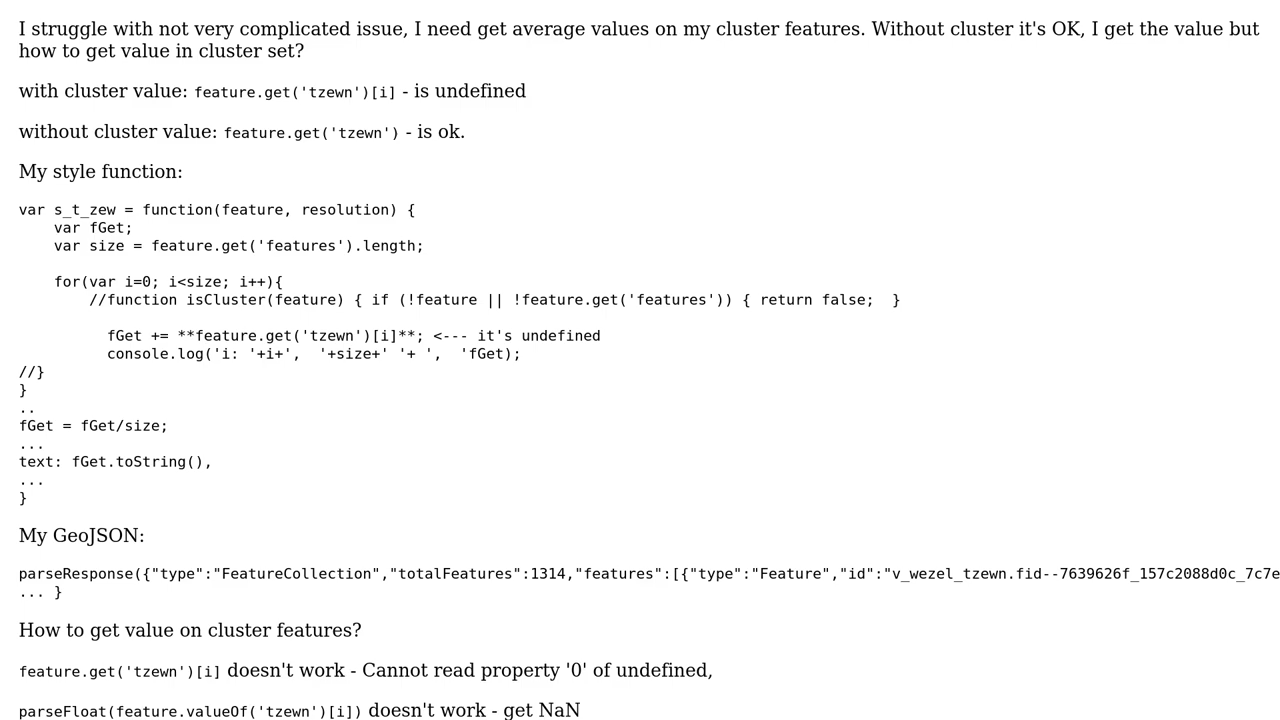 I struggle with not very complicated issue, I need get average values on my cluster features. Without cluster it's OK, I get the value but
how to get value in cluster set?
with cluster value: feature.get('tzewn')[i] - is undefined
without cluster value: feature.get('tzewn') - is ok.
My style function:
var s_t_zew = function(feature, resolution) {
    var fGet;
    var size = feature.get('features').length;
    for(var i=0; i<size; i++){
        //function isCluster(feature) { if (!feature || !feature.get('features')) { return false;  }
          fGet += **feature.get('tzewn')[i]**; <--- it's undefined
          console.log('i: '+i+',  '+size+' '+ ',  'fGet);
//}
}
..
fGet = fGet/size;
...
text: fGet.toString(),
...
}
My GeoJSON:
parseResponse({"type":"FeatureCollection","totalFeatures":1314,"features":[{"type":"Feature","id":"v_wezel_tzewn.fid--7639626f_157c2088d0c_7c7e
... }
How to get value on cluster features?
feature.get('tzewn')[i] doesn't work - Cannot read property '0' of undefined,
parseFloat(feature.valueOf('tzewn')[i]) doesn't work - get NaN